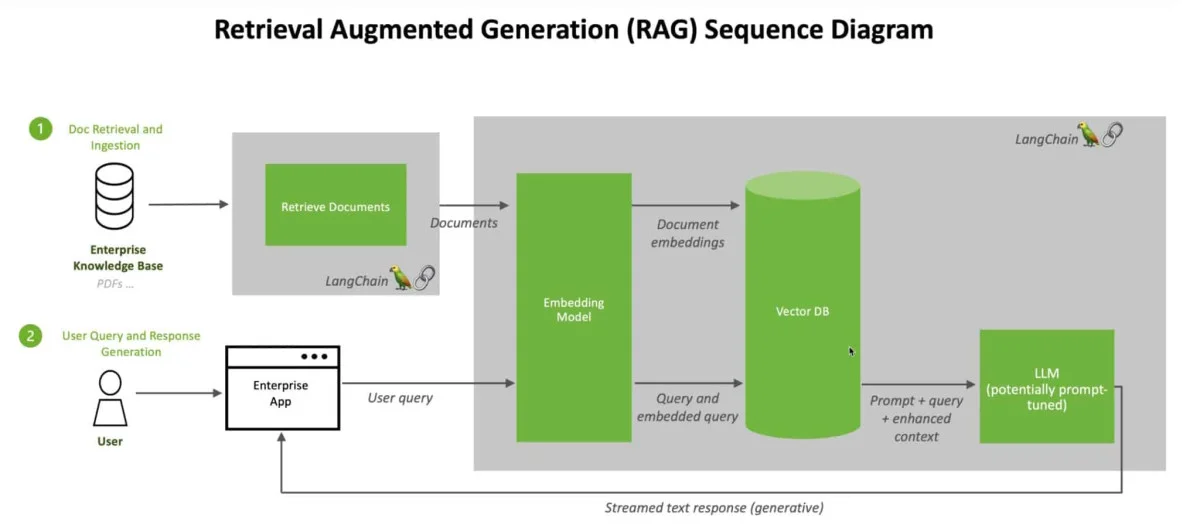 Retrieval Augmented Generation (RAG) Sequence Diagram
1
Doc Retrieval and
Ingestion
Enterprise
Knowledge Base
PDFs ...
Retrieve Documents
LangChain
Documents
LangChain
Embedding
Model
Document
embeddings
Vector DB
2
User Query and Response
Generation
User
Enterprise
App
User query
Query and
embedded query
Prompt + query
+ enhanced
context
LLM
(potentially prompt-
tuned)
Streamed text response (generative)